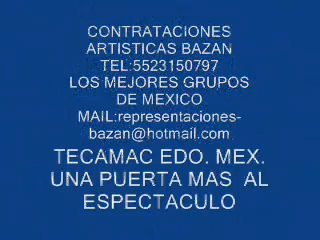 CONTRATACIONES
ARTISTICAS BAZAN
TEL:5523150797
LOS MEJORES GRUPOS
DE MEXICO
MAIL:representaciones-
bazan@hotmail.com
TECAMAC EDO. MEX.
UNA PUERTA MAS  AL
ESPECTACULO